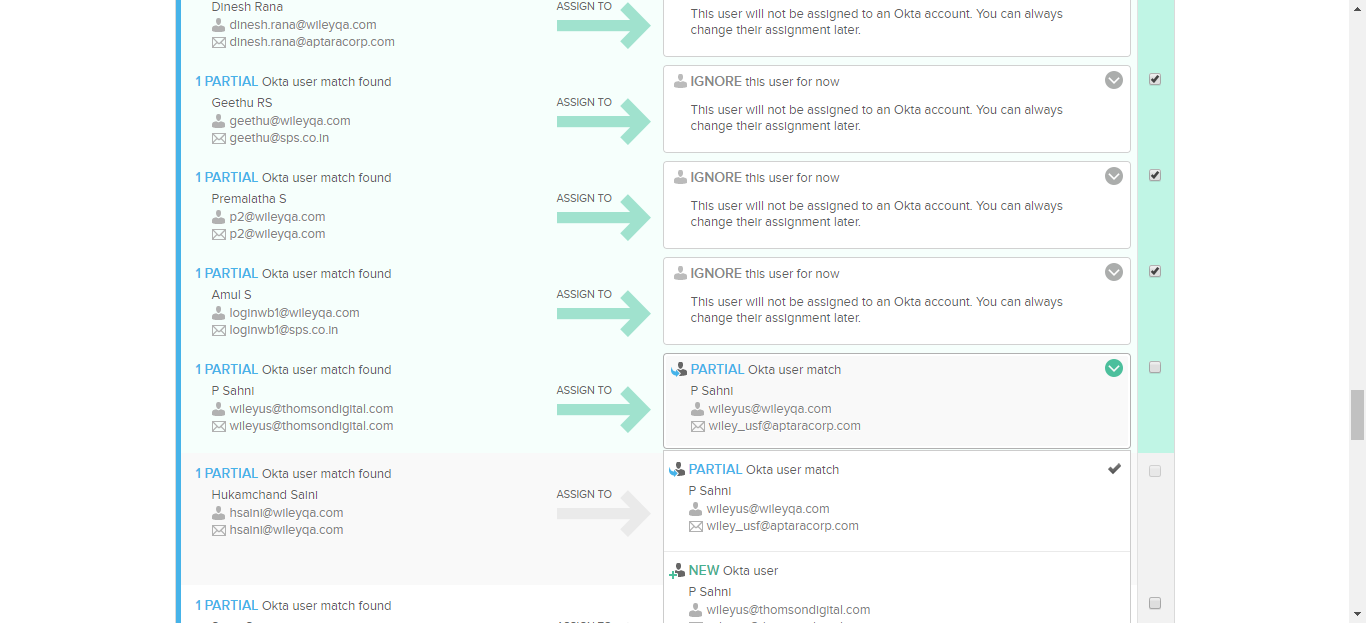 Dinesh Rana
dinesh.rana@wileyqa.com
dinesh.rana@aptaracorp.com
ASSIGN TO
This user will not be assigned to an Okta account. You can always
change their assignment later.
1 PARTIAL Okta user match found
Geethu RS
geethu@wileyqa.com
geethu@sps.co.in
ASSIGN TO
IGNORE this user for now
This user will not be assigned to an Okta account. You can always
change their assignment later.
1 PARTIAL Okta user match found
Premalatha S
p2@wileyqa.com
p2@wileyqa.com
ASSIGN TO
IGNORE this user for now
This user will not be assigned to an Okta account. You can always
change their assignment later.
1 PARTIAL Okta user match found
Amul S
loginwb1@wileyqa.com
loginwb1@sps.co.in
ASSIGN TO
IGNORE this user for now
This user will not be assigned to an Okta account. You can always
change their assignment later.
1 PARTIAL Okta user match found
P Sahni
wileyus@thomsondigital.com
wileyus@thomsondigital.com
ASSIGN TO
PARTIAL Okta user match
P Sahni
wileyus@wileyqa.com
wiley_usf@aptaracorp.com
1 PARTIAL Okta user match found
Hukamchand Saini
hsaini@wileyqa.com
hsaini@wileyqa.com
ASSIGN TO
PARTIAL Okta user match
P Sahni
wileyus@wileyqa.com
wiley_usf@aptaracorp.com
NEW Okta user
P Sahni
wileyus@thomsondigital.com
1 PARTIAL Okta user match found